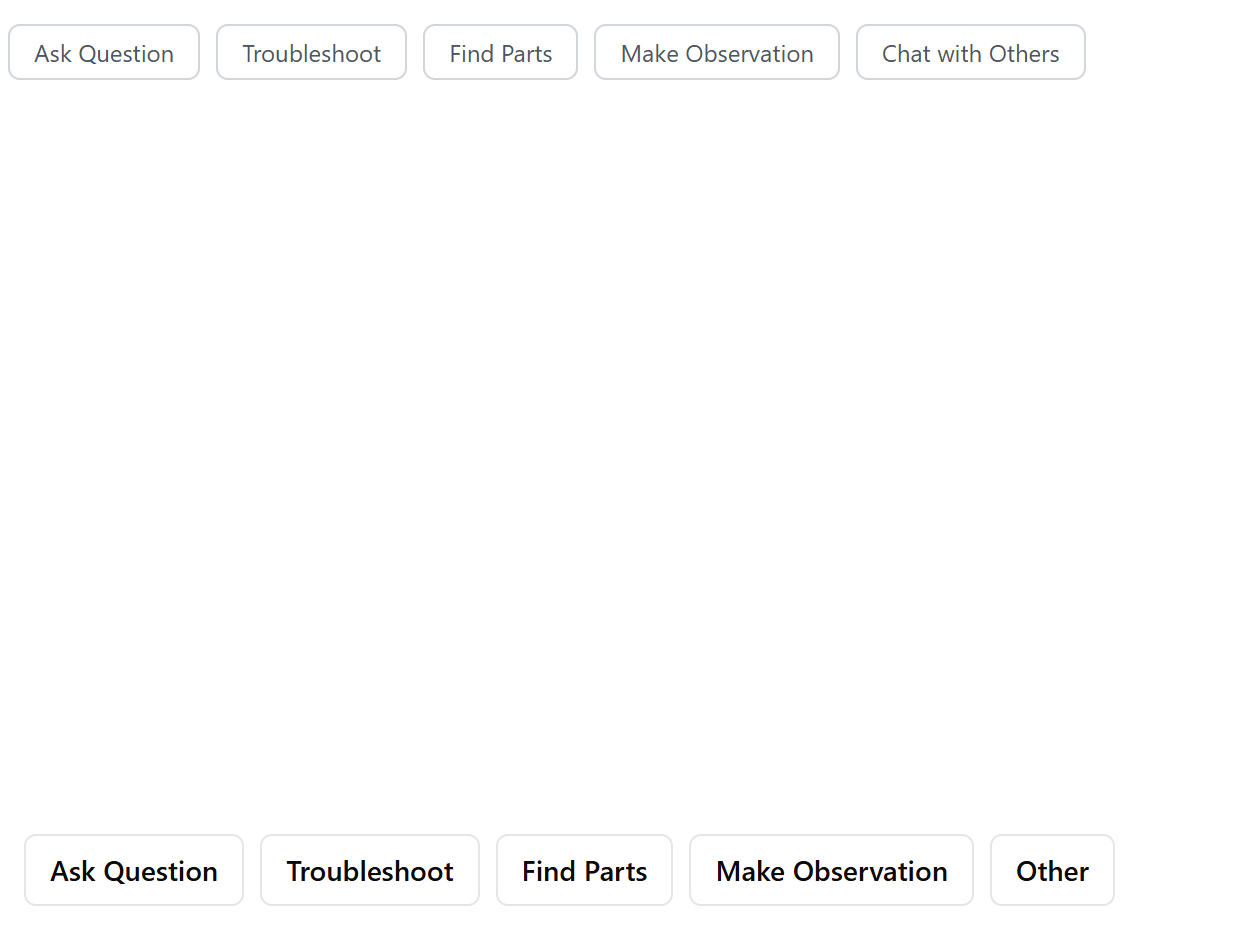 Ask Question Troubleshoot Find Parts Make Observation Chat with Others
Ask Question Troubleshoot Find Parts Make Observation Other